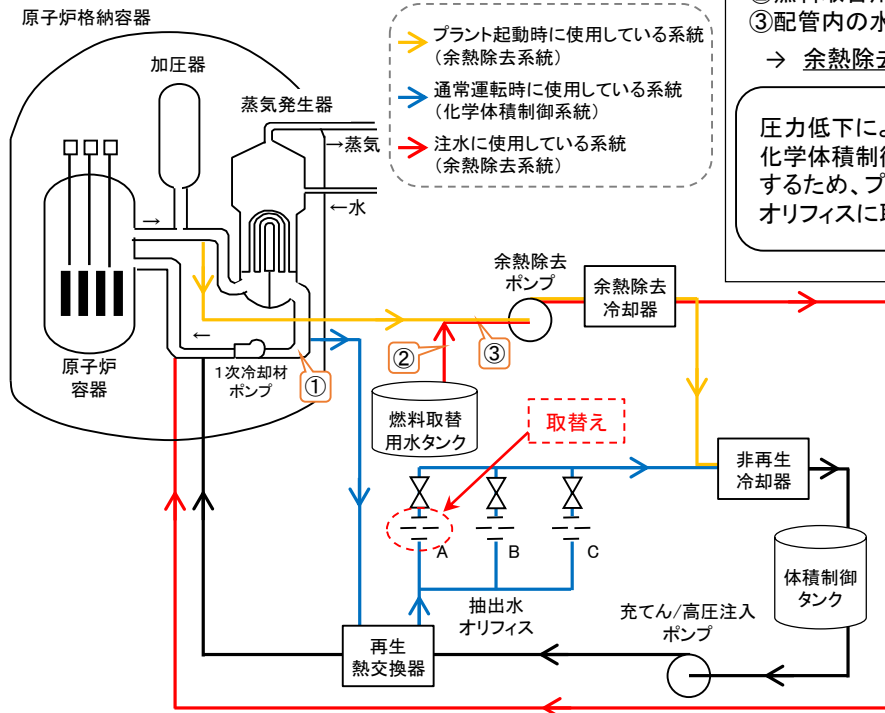 原子炉格納容器
加圧器
蒸気発生器
→蒸気
←水
→
←
原子炉
容器
1次冷却材
ポンプ
①
プラント起動時に使用している系統
(余熱除去系統)
通常運転時に使用している系統
(化学体積制御系統)
注水に使用している系統
(余熱除去系統)
③配管内の水
→ 余熱除去
圧力低下によ
化学体積制御
するため、プ
オリフィスに取
余熱除去
ポンプ
余熱除去
冷却器
②
③
燃料取替
用水タンク
取替え
非再生
冷却器
A
B
C
抽出水
オリフィス
体積制御
タンク
充てん/高圧注入
ポンプ
再生
熱交換器